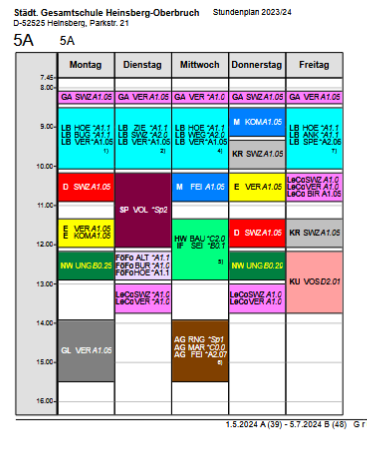 Städt. Gesamtschule Heinsberg-Oberbruch Stundenplan 2023/24
D-52525 Heinsberg, Parkstr. 21
5A 5A
Montag Dienstag Mittwoch Donnerstag Freitag
7.45
8.00
GA SWZ A1.05 GA VER A1.05 GA VER *A1.0 GA SWZ A1.05 GA VER A1.05
9.00
LB HOE *A1.1 LB ZIE *A1.1 LB HOE *A1.1 M KOM A1.05 LB HOE *A1.1
LB BUG *A1.1 LB SWZ *A2.0 LB WEG *A2.0 LB ANK *A1.1
LB VER *A1.05 LB VER *A1.05 LB VER *A1.05 KR SWZ A1.05 LB SPE *A2.06
1) 2) 4) 7)
10.00
D SWZ A1.05 SP VOL *Sp2 M FEI A1.05 E VER A1.05 LeCo SWZ A1.0
LeCo VER A1.0
LeCo BIR A1.05
11.00
E VER A1.05 HW BAU *C2.0 D SWZ A1.05 KR SWZ A1.05
E KOM A1.05 IF SEI *B0.1
12.00
5)
NW UNG B0.25 FöFo ALT *A1.1 NW UNG B0.29 KU VOS D2.01
FöFo BUR *A1.0
FöFo HOE *A1.1
13.00
LeCo SWZ *A1.0 LeCo SWZ A1.0
LeCo VER A1.0 LeCo VER A1.0
14.00
GL VER A1.05 AG RNG *Sp1
AG MAR *C0.0
AG FEI *A2.07
6)
15.00
16.00
1.5.2024 A (39) - 5.7.2024 B (48) G r